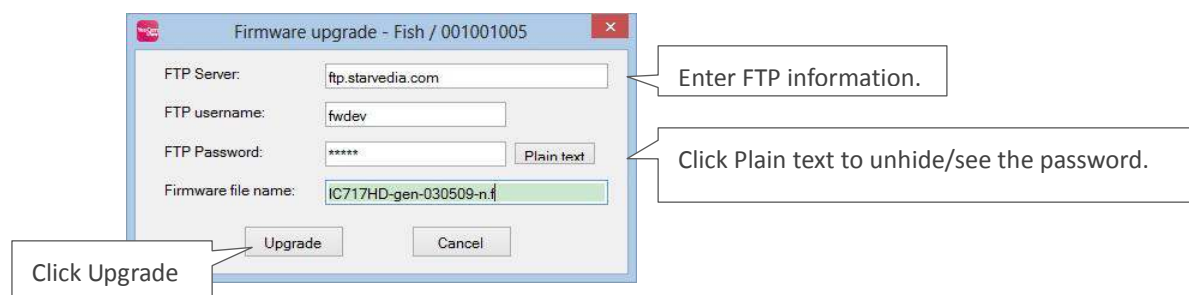 Firmware upgrade - Fish / 001001005
FTP Server: ftp.starvedia.com
Enter FTP information.
FTP username: fwdev
FTP Password: ***** Plain text
Click Plain text to unhide/see the password.
Firmware file name: IC717HD-gen-030509-n.f
Upgrade Cancel
Click Upgrade